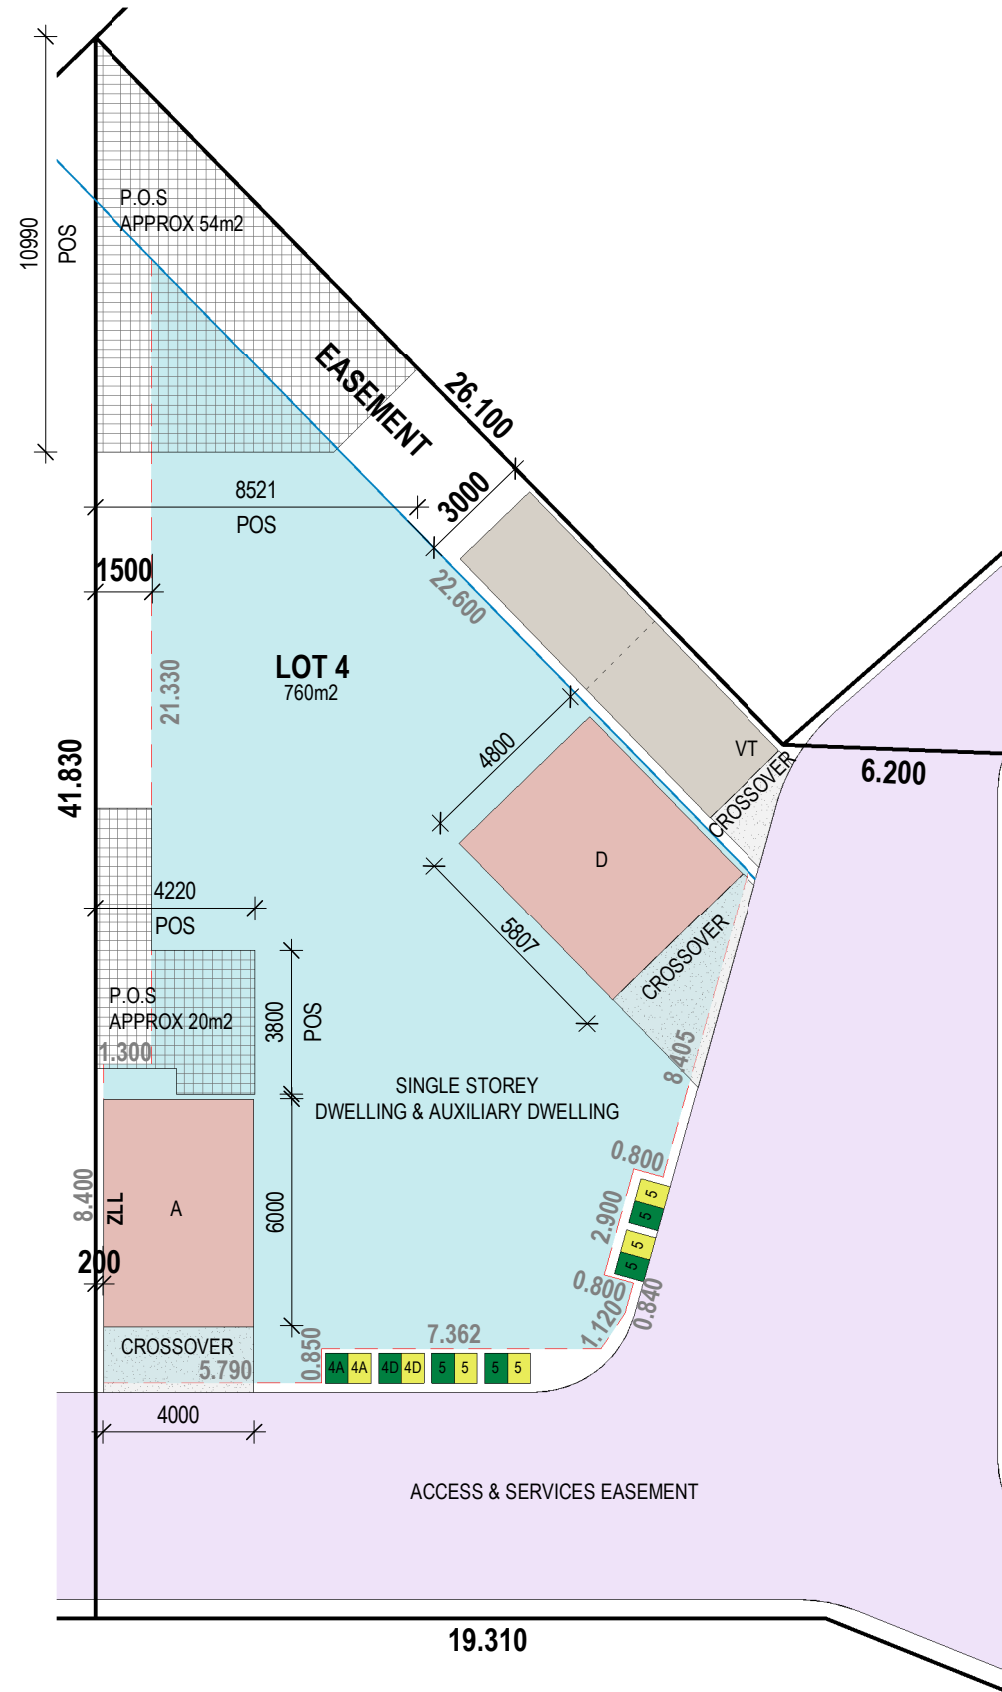 P.O.S
APPROX 54m2
10990
POS
EASEMENT
26.100
3000
8521
POS
1500
22.600
LOT 4
760m2
21.330
41.830
4800
VT
CROSSOVER
6.200
D
5807
CROSSOVER
4220
POS
P.O.S
APPROX 20m2
1.300
3800
POS
8.405
SINGLE STOREY
DWELLING & AUXILIARY DWELLING
0.800
5 5
2.900
5 5
0.800
0.840
1.120
8.400
ZLL
A
6000
200
CROSSOVER
5.790
0.850
7.362
4A 4A 4D 4D 5 5 5 5
4000
ACCESS & SERVICES EASEMENT
19.310